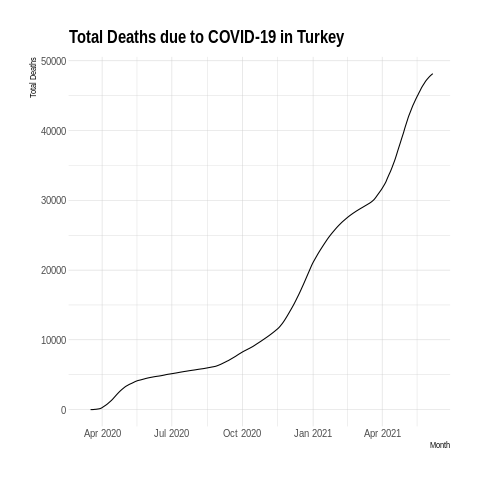 Total Deaths due to COVID-19 in Turkey
Total Deaths
50000
40000
30000
20000
10000
0
Apr 2020 Jul 2020 Oct 2020 Jan 2021 Apr 2021
Month